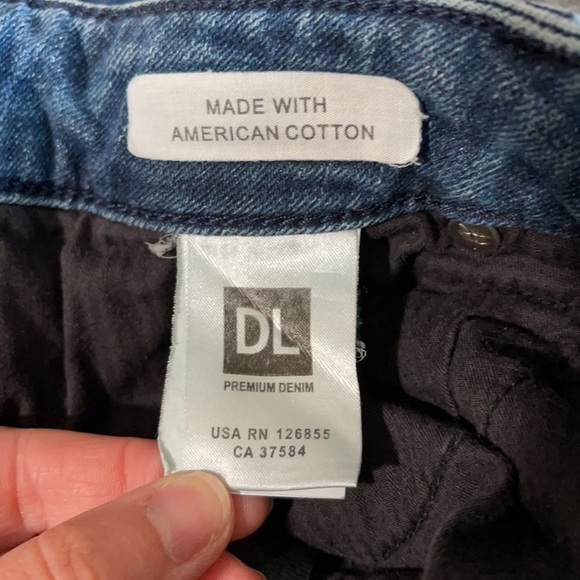 MADE WITH
AMERICAN COTTON
DL
PREMIUM DENIM
USA RN 126855
CA 37584